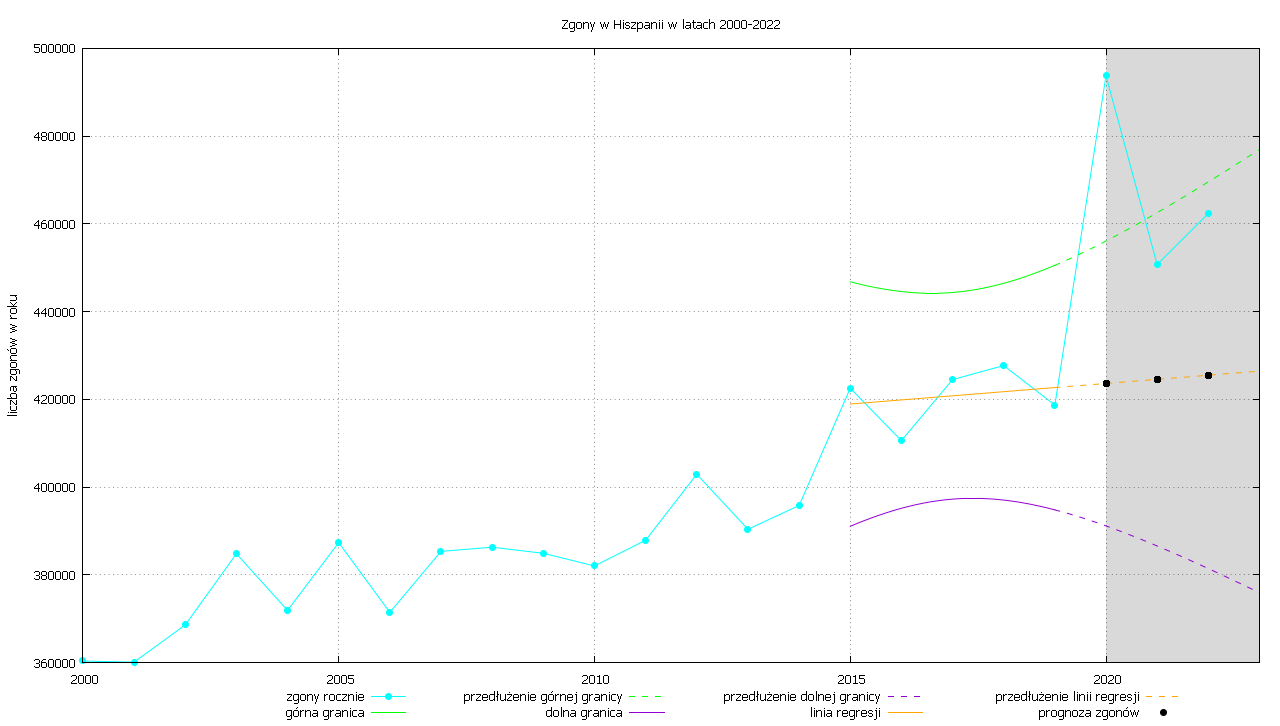 Zgony w Hiszpanii w latach 2000-2022
500000
480000
460000
440000
420000
400000
380000
360000
liczba zgonów w roku
2000 2005 2010 2015 2020
zgony rocznie przedłużenie górnej granicy przedłużenie dolnej granicy przedłużenie linii regresji
górna granica dolna granica linia regresji prognoza zgonów